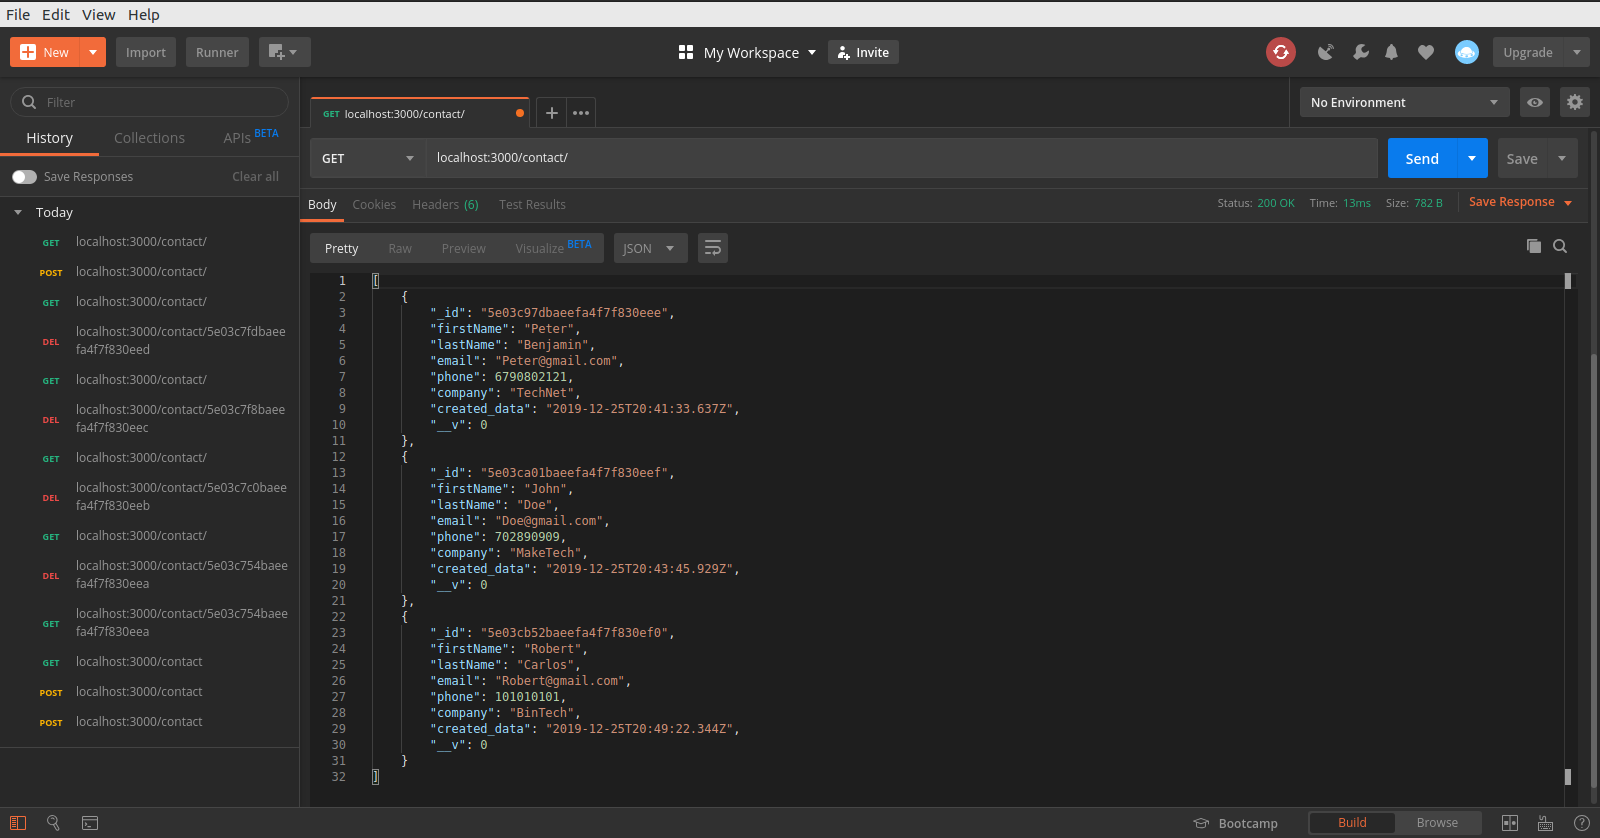 File Edit View Help
New Import Runner My Workspace Invite Upgrade
Filter
History Collections APIs BETA
Save Responses Clear all
Today
GET localhost:3000/contact/
POST localhost:3000/contact/
GET localhost:3000/contact/
DEL localhost:3000/contact/5e03c7fdbaee
fa4f7f830eed
GET localhost:3000/contact/
DEL localhost:3000/contact/5e03c7f8baee
fa4f7f830eec
GET localhost:3000/contact/
DEL localhost:3000/contact/5e03c7c0baee
fa4f7f830eeb
GET localhost:3000/contact/
DEL localhost:3000/contact/5e03c754baee
fa4f7f830eea
GET localhost:3000/contact/5e03c754baee
fa4f7f830eea
GET localhost:3000/contact
POST localhost:3000/contact
POST localhost:3000/contact
GET localhost:3000/contact/
No Environment
GET localhost:3000/contact/ Send Save
Body Cookies Headers (6) Test Results Status: 200 OK Time: 13ms Size: 782 B Save Response
Pretty Raw Preview Visualize BETA JSON
1 [
2 {
3 "_id": "5e03c97dbaeefa4f7f830eee",
4 "firstName": "Peter",
5 "lastName": "Benjamin",
6 "email": "Peter@gmail.com",
7 "phone": 6790802121,
8 "company": "TechNet",
9 "created_data": "2019-12-25T20:41:33.637Z",
10 "__v": 0
11 },
12 {
13 "_id": "5e03ca01baeefa4f7f830eef",
14 "firstName": "John",
15 "lastName": "Doe",
16 "email": "Doe@gmail.com",
17 "phone": 702890909,
18 "company": "MakeTech",
19 "created_data": "2019-12-25T20:43:45.929Z",
20 "__v": 0
21 },
22 {
23 "_id": "5e03cb52baeefa4f7f830ef0",
24 "firstName": "Robert",
25 "lastName": "Carlos",
26 "email": "Robert@gmail.com",
27 "phone": 101010101,
28 "company": "BinTech",
29 "created_data": "2019-12-25T20:49:22.344Z",
30 "__v": 0
31 }
32 ]
Bootcamp Build Browse